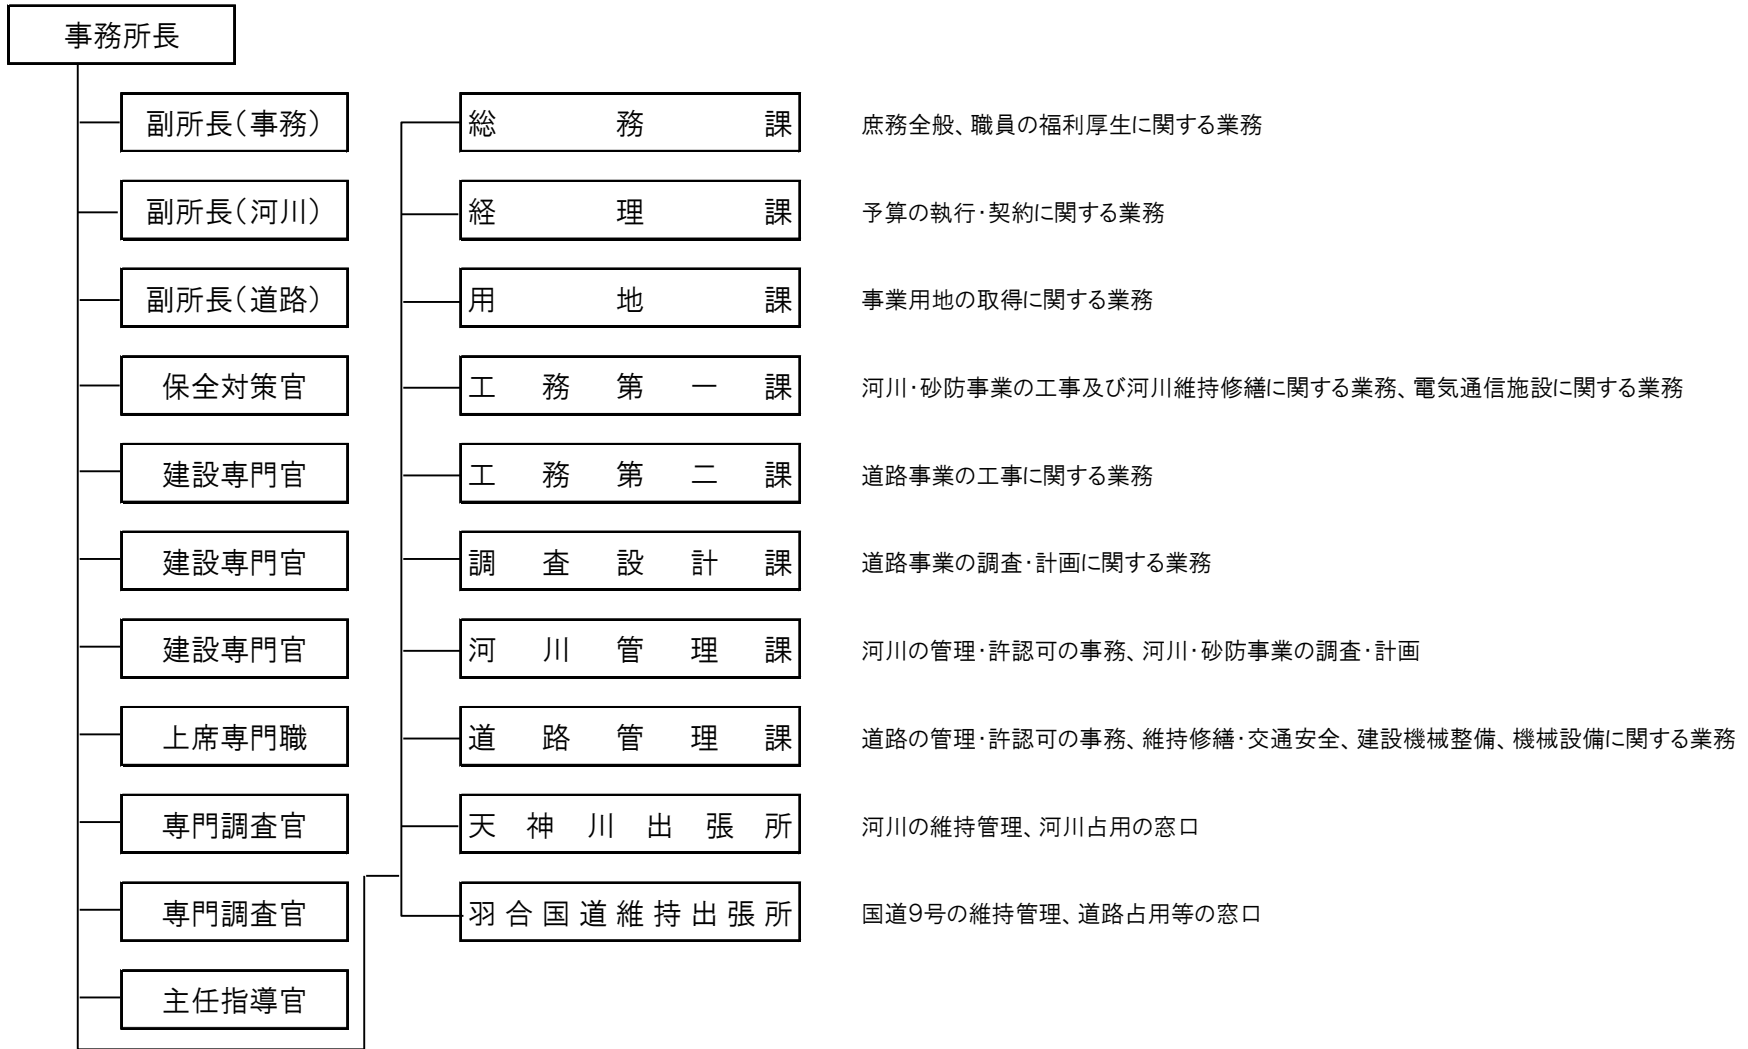 事務所長
副所長(事務)
副所長(河川)
副所長(道路)
保全対策官
建設専門官
建設専門官
建設専門官
上席専門職
専門調査官
専門調査官
主任指導官
総務課 庶務全般、職員の福利厚生に関する業務
経理課 予算の執行・契約に関する業務
用地課 事業用地の取得に関する業務
工務第一課 河川・砂防事業の工事及び河川維持修繕に関する業務、電気通信施設に関する業務
工務第二課 道路事業の工事に関する業務
調査設計課 道路事業の調査・計画に関する業務
河川管理課 河川の管理・許認可の事務、河川・砂防事業の調査・計画
道路管理課 道路の管理・許認可の事務、維持修繕・交通安全、建設機械整備、機械設備に関する業務
天神川出張所 河川の維持管理、河川占用の窓口
羽合国道維持出張所 国道9号の維持管理、道路占用等の窓口